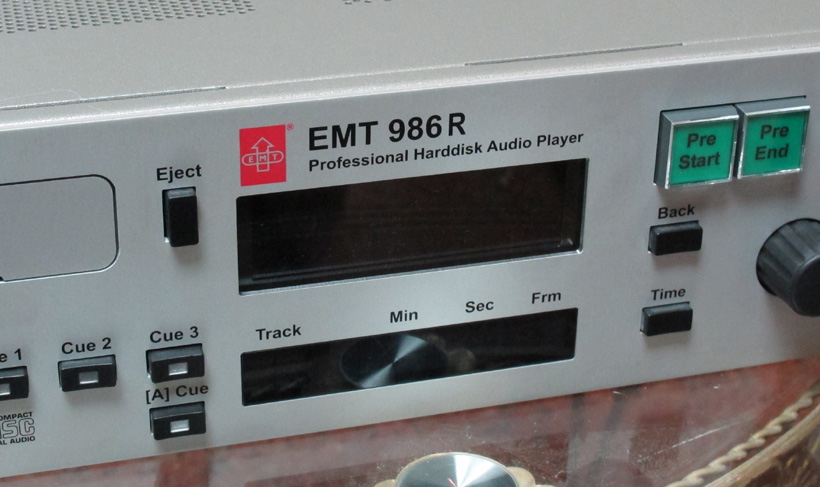 EMT 986R
Professional Harddisk Audio Player
EMT
®
Pre Start
Pre End
Eject
Back
Time
Track
Min
Sec
Frm
Cue 2
Cue 3
[A] Cue